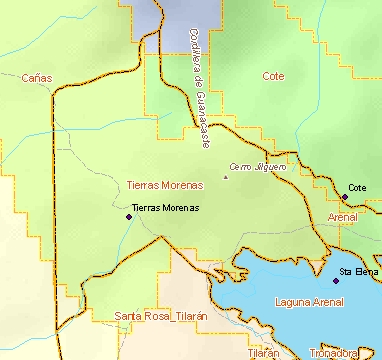 Cordillera de Guanacaste
Cañas
Cote
Cerro Jilguero
Tierras Morenas
Cote
Tierras Morenas
Arenal
Sta Elena
Laguna Arenal
Santa Rosa_Tilarán
Tilarán
Tronadora